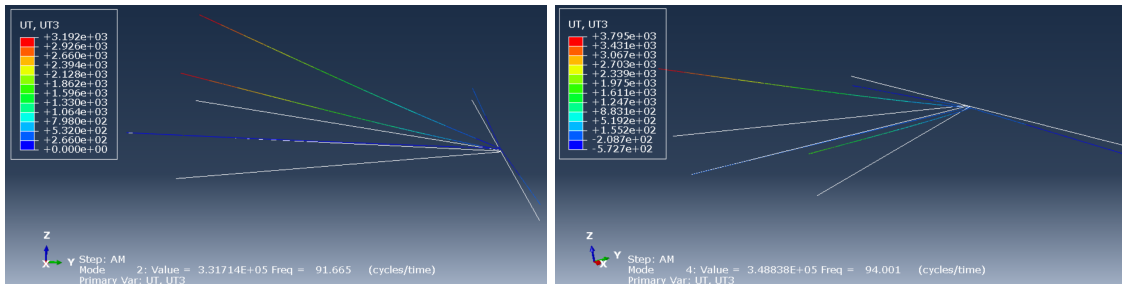 UT, UT3
+3.192e+03
+2.926e+03
+2.660e+03
+2.394e+03
+2.128e+03
+1.862e+03
+1.596e+03
+1.330e+03
+1.064e+03
+7.980e+02
+5.320e+02
+2.660e+02
+0.000e+00
Z
Y
X
Step: AM
Mode 2: Value = 3.31714E+05 Freq = 91.665 (cycles/time)
Primary Var: UT, UT3
UT, UT3
+3.795e+03
+3.431e+03
+3.067e+03
+2.703e+03
+2.339e+03
+1.975e+03
+1.611e+03
+1.247e+03
+8.831e+02
+5.192e+02
+1.552e+02
-2.087e+02
-5.727e+02
Z
Y
X
Step: AM
Mode 4: Value = 3.48838E+05 Freq = 94.001 (cycles/time)
Primary Var: UT, UT3